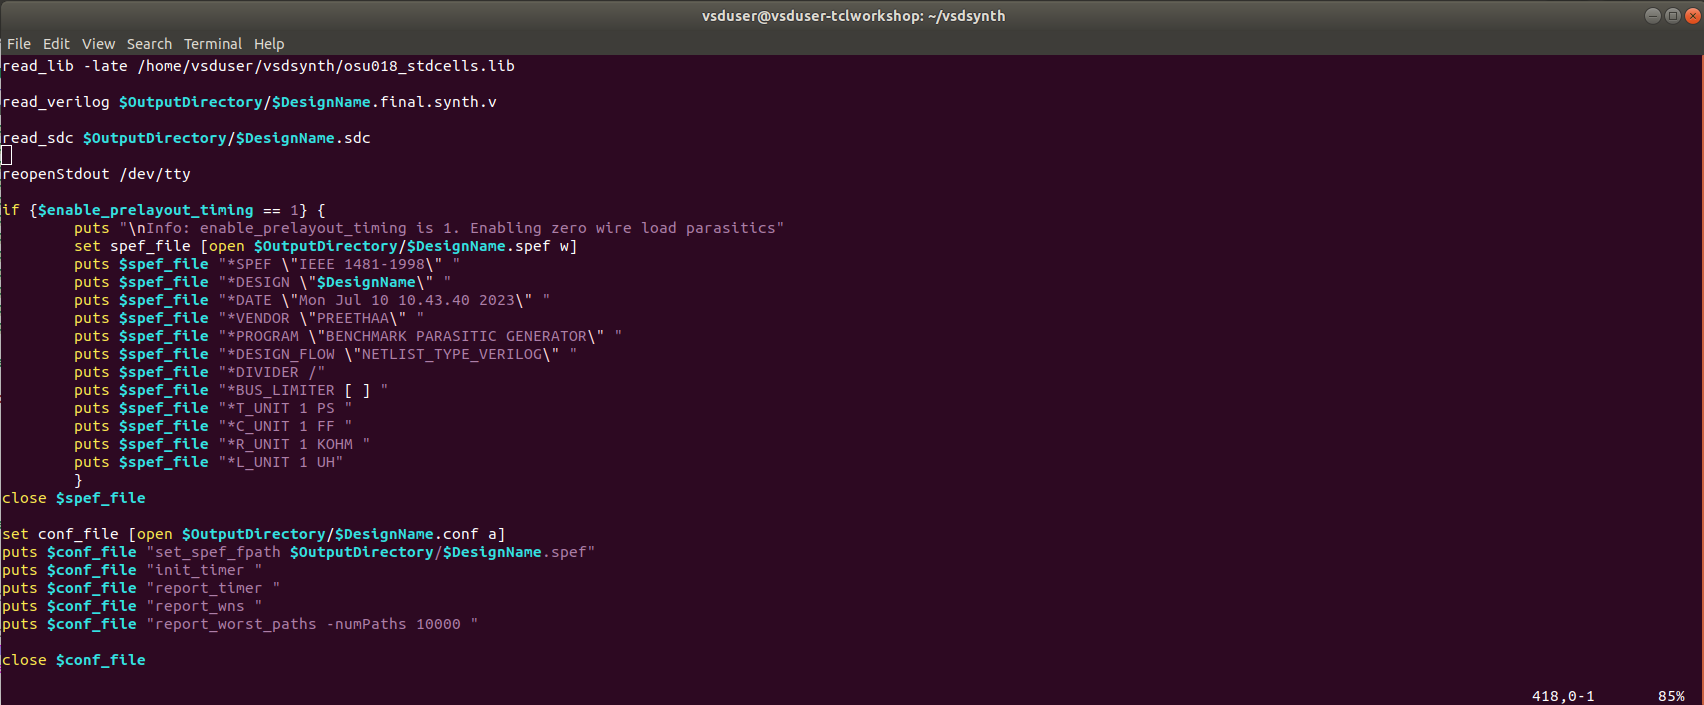 vsduser@vsduser-tclworkshop: ~/vsdsynth
File Edit View Search Terminal Help
read_lib -late /home/vsduser/vsdsynth/osu018_stdcells.lib
read_verilog $OutputDirectory/$DesignName.final.synth.v
read_sdc $OutputDirectory/$DesignName.sdc
reopenStdout /dev/tty
if {$enable_prelayout_timing == 1} {
puts "\nInfo: enable_prelayout_timing is 1. Enabling zero wire load parasitics"
set spef_file [open $OutputDirectory/$DesignName.spef w]
puts $spef_file "*SPEF \"IEEE 1481-1998\" "
puts $spef_file "*DESIGN \"$DesignName\" "
puts $spef_file "*DATE \"Mon Jul 10 10.43.40 2023\" "
puts $spef_file "*VENDOR \"PREETHAA\" "
puts $spef_file "*PROGRAM \"BENCHMARK PARASITIC GENERATOR\" "
puts $spef_file "*DESIGN_FLOW \"NETLIST_TYPE_VERILOG\" "
puts $spef_file "*DIVIDER /"
puts $spef_file "*BUS_LIMITER [ ] "
puts $spef_file "*T_UNIT 1 PS "
puts $spef_file "*C_UNIT 1 FF "
puts $spef_file "*R_UNIT 1 KOHM "
puts $spef_file "*L_UNIT 1 UH"
}
close $spef_file
set conf_file [open $OutputDirectory/$DesignName.conf a]
puts $conf_file "set_spef_fpath $OutputDirectory/$DesignName.spef"
puts $conf_file "init_timer "
puts $conf_file "report_timer "
puts $conf_file "report_wns "
puts $conf_file "report_worst_paths -numPaths 10000 "
close $conf_file
418,0-1 85%